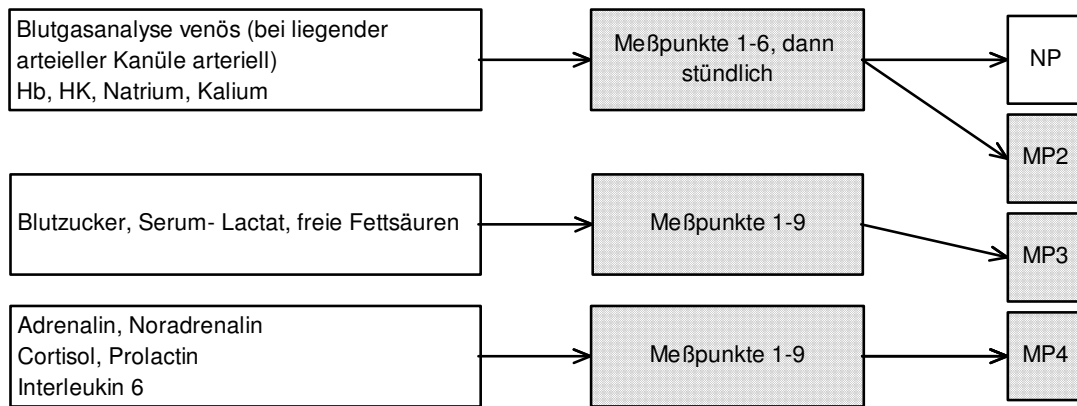 Blutgasanalyse venös (bei liegender
arteieller Kanüle arteriell)
Hb, HK, Natrium, Kalium
Meßpunkte 1-6, dann
stündlich
NP
MP2
Blutzucker, Serum- Lactat, freie Fettsäuren
Meßpunkte 1-9
MP3
Adrenalin, Noradrenalin
Cortisol, Prolactin
Interleukin 6
Meßpunkte 1-9
MP4